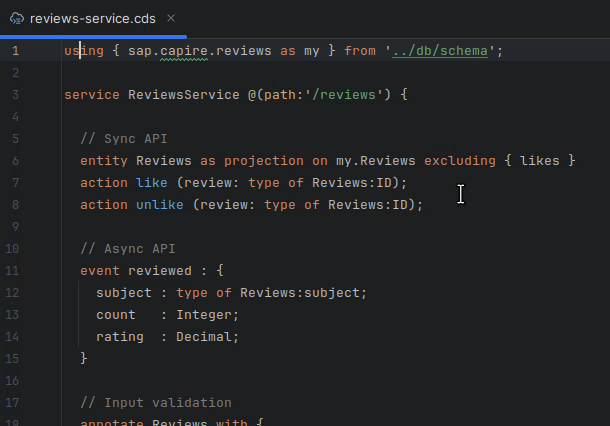 reviews-service.cds
1 using { sap.capire.reviews as my } from '../db/schema';
2
3 service ReviewsService @(path:'/reviews') {
4
5 // Sync API
6 entity Reviews as projection on my.Reviews excluding { likes }
7 action like (review: type of Reviews:ID);
8 action unlike (review: type of Reviews:ID);
9
10 // Async API
11 event reviewed : {
12 subject : type of Reviews:subject;
13 count : Integer;
14 rating : Decimal;
15 }
16
17 // Input validation
18 annotate Reviews with {